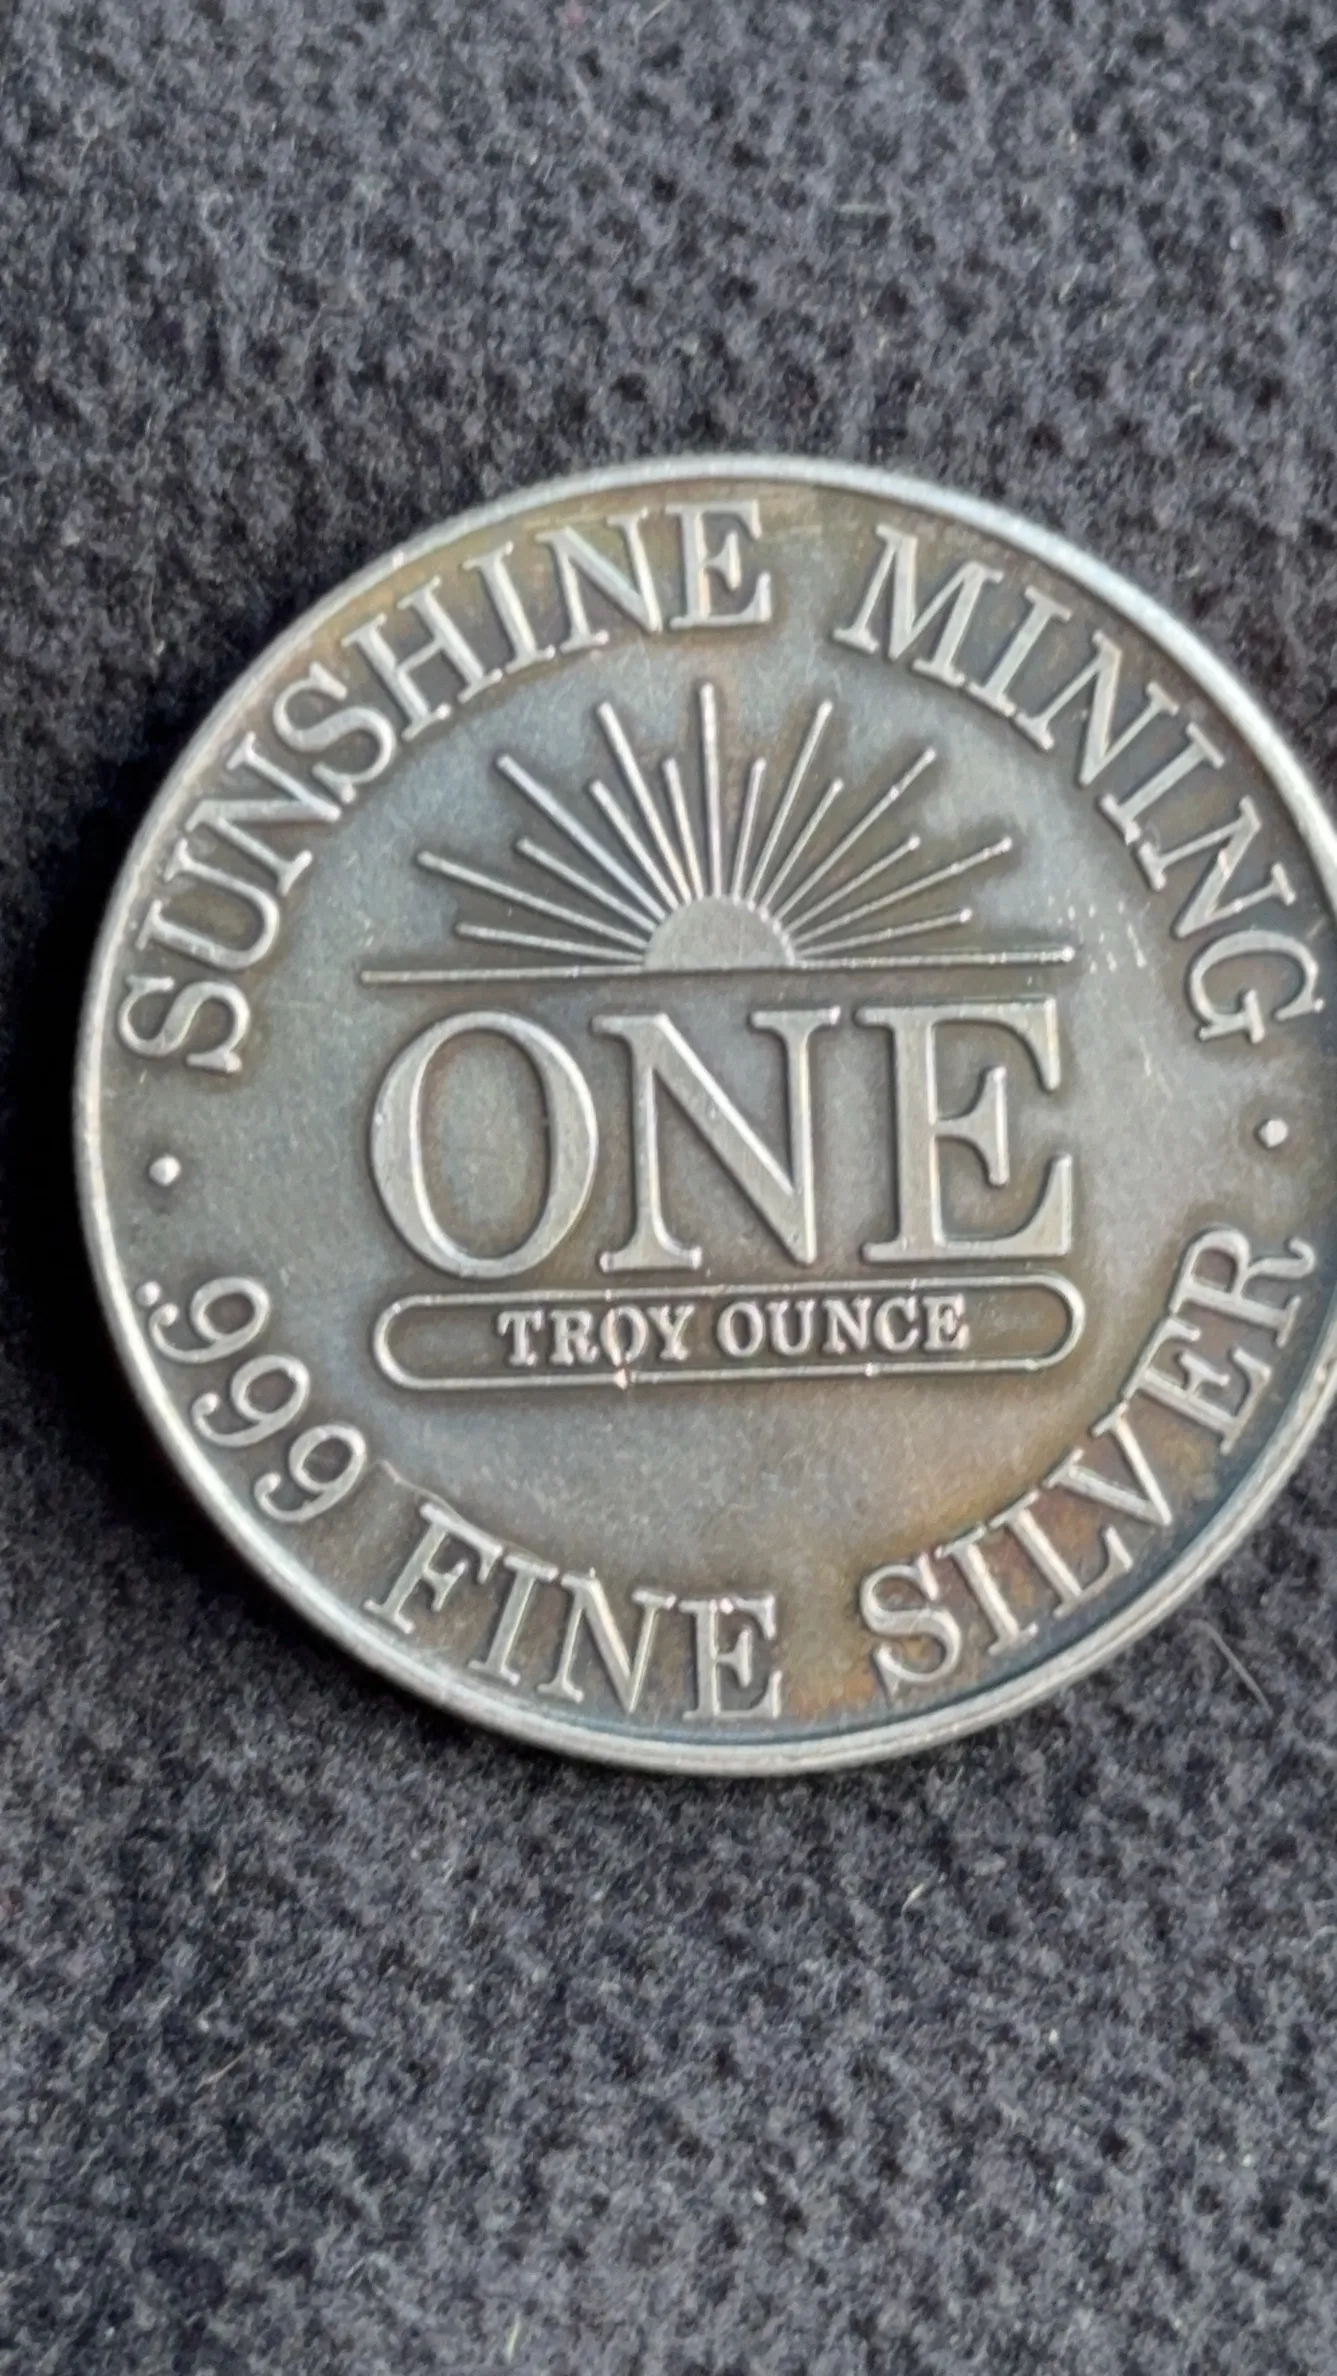 SUNSHINE MINING
ONE
TROY OUNCE
.999 FINE SILVER